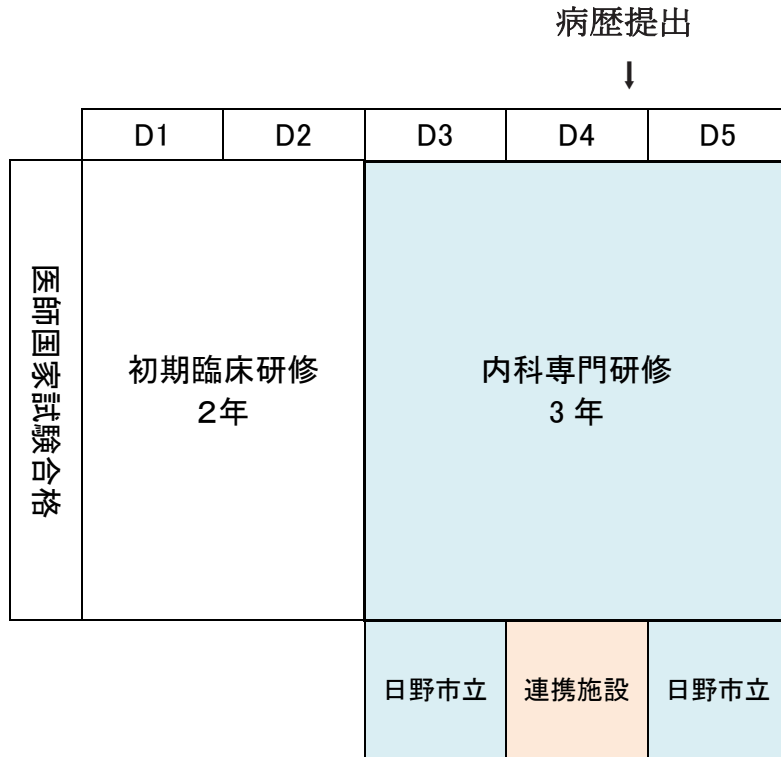 病歴提出
↓
D1 D2 D3 D4 D5
医師国家試験合格
初期臨床研修
２年
内科専門研修
3 年
日野市立 連携施設 日野市立